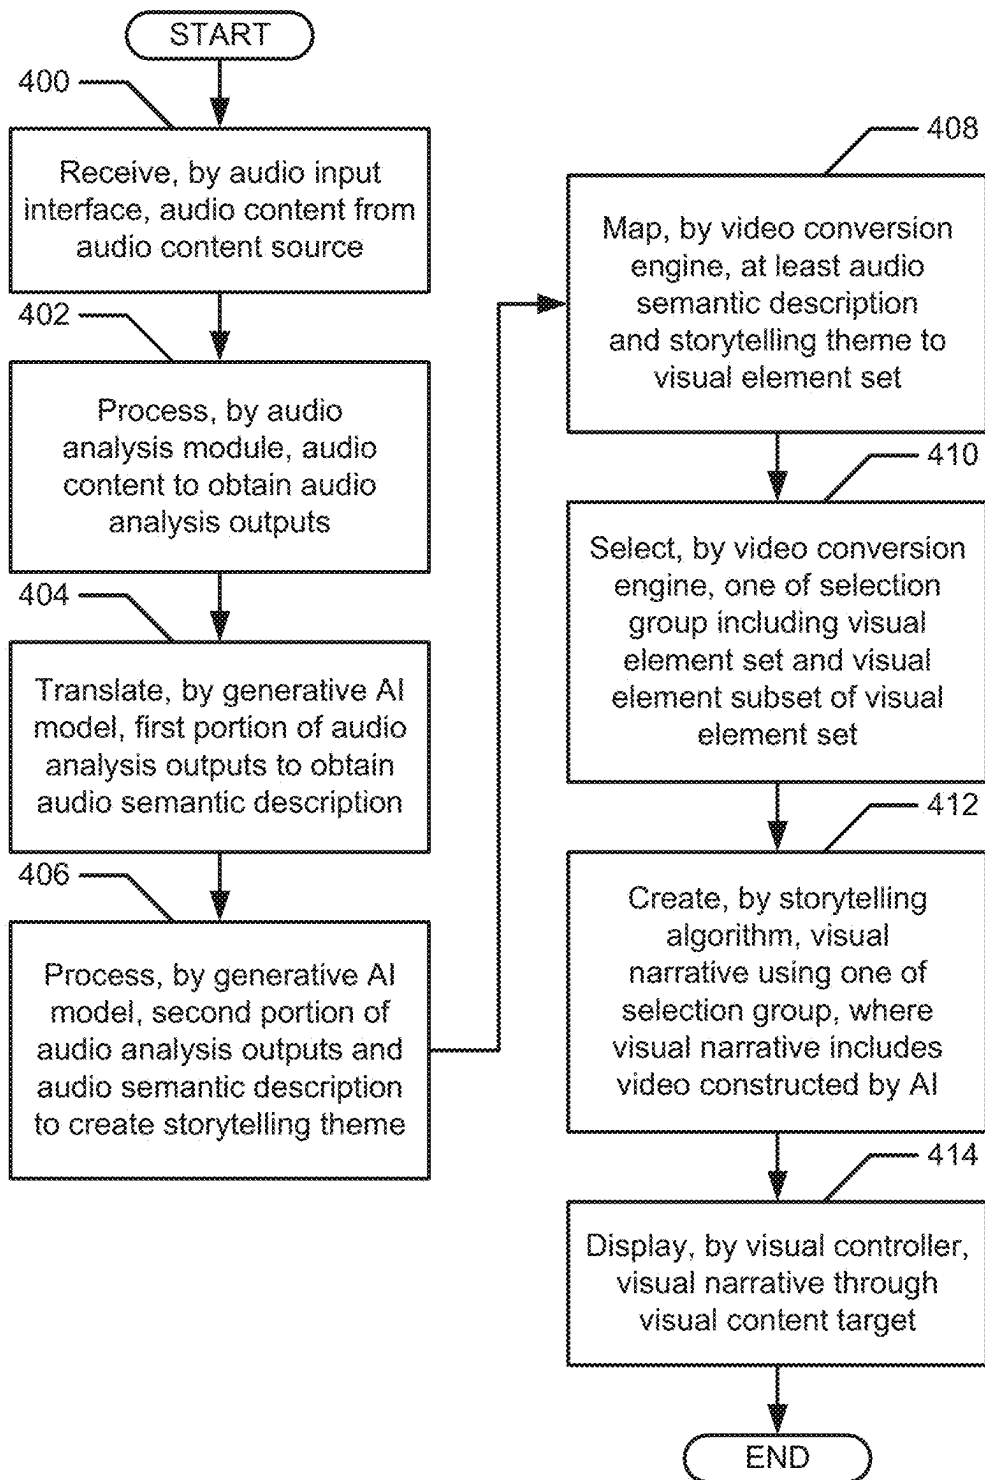 START
400
Receive, by audio input
interface, audio content from
audio content source
402
Process, by audio
analysis module, audio
content to obtain audio
analysis outputs
404
Translate, by generative AI
model, first portion of audio
analysis outputs to obtain
audio semantic description
406
Process, by generative AI
model, second portion of
audio analysis outputs and
audio semantic description
to create storytelling theme
408
Map, by video conversion
engine, at least audio
semantic description
and storytelling theme to
visual element set
410
Select, by video conversion
engine, one of selection
group including visual
element set and visual
element subset of visual
element set
412
Create, by storytelling
algorithm, visual
narrative using one of
selection group, where
visual narrative includes
video constructed by AI
414
Display, by visual controller,
visual narrative through
visual content target
END